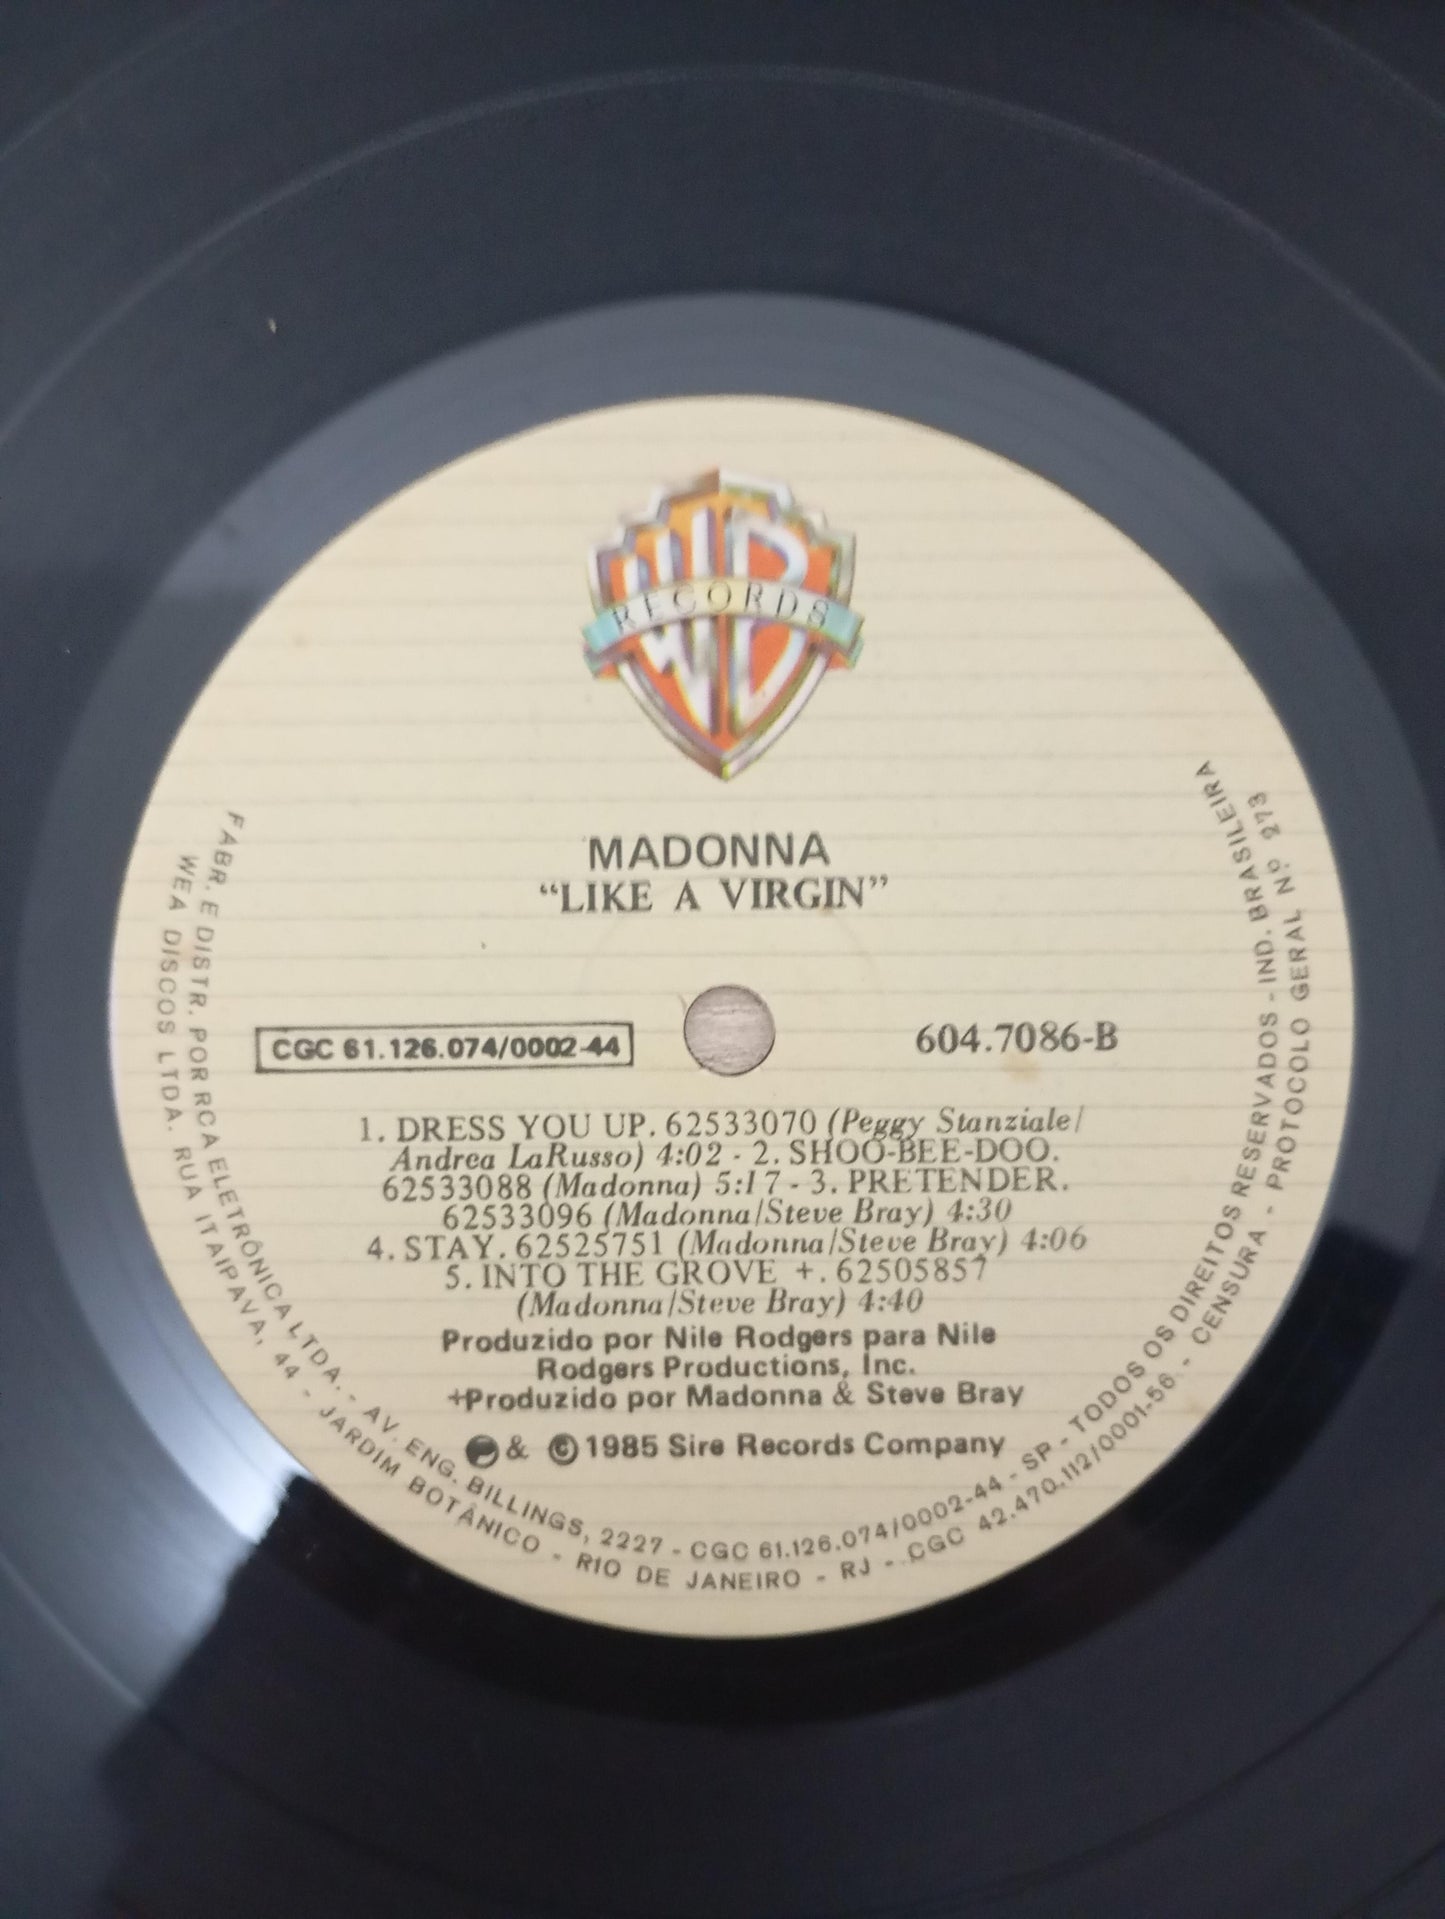 WB
RECORDS
MADONNA
“LIKE A VIRGIN”
CGC 61.126.074/0002-44
604.7086-B
1. DRESS YOU UP. 62533070 (Peggy Stanziale/
Andrea LaRusso) 4:02 - 2. SHOO-BEE-DOO.
62533088 (Madonna) 5:17 - 3. PRETENDER.
62533096 (Madonna/Steve Bray) 4:30
4. STAY. 62525751 (Madonna/Steve Bray) 4:06
5. INTO THE GROVE +. 62505857
(Madonna/Steve Bray) 4:40
Produzido por Nile Rodgers para Nile
Rodgers Productions, Inc.
+Produzido por Madonna & Steve Bray
℗ & © 1985 Sire Records Company
FABR. E DISTR. POR RCA ELETRÔNICA LTDA. - AV. ENG. BILLINGS, 2227 - CGC 61.126.074/0002-44 - SP - TODOS OS DIREITOS RESERVADOS - IND. BRASILEIRA
WEA DISCOS LTDA. RUA ITAIPAVA, 44 - JARDIM BOTÂNICO - RIO DE JANEIRO - RJ - CGC 42.470.112/0001-56 - CENSURA - PROTOCOLO GERAL Nº 273